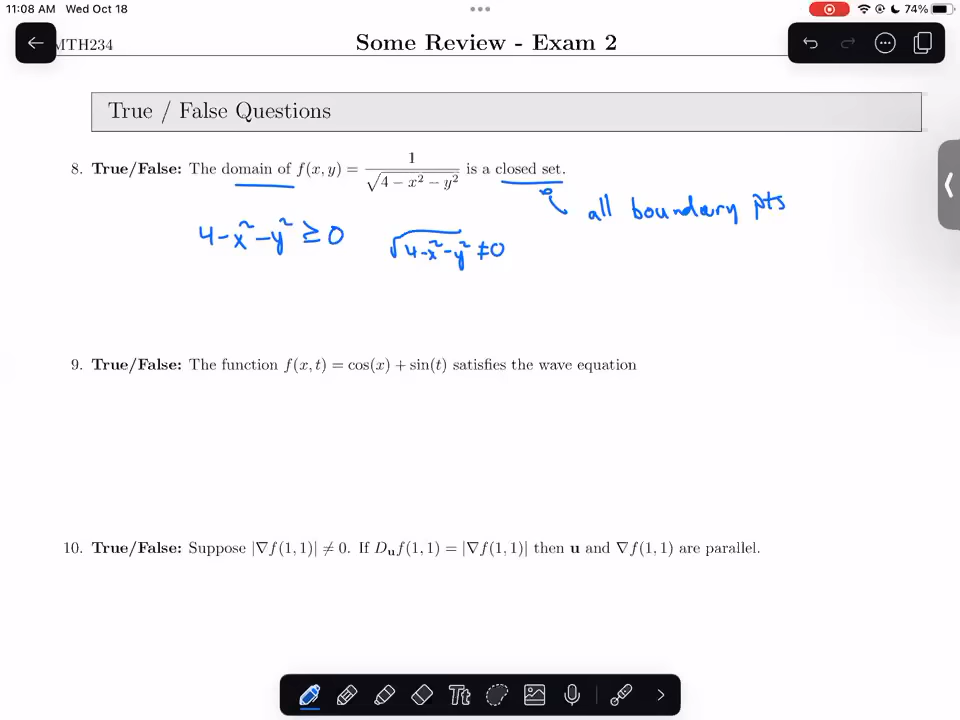 11:08 AM Wed Oct 18
74%
MTH234
Some Review - Exam 2
True / False Questions
8. True/False: The domain of f(x, y) = 1/√(4 − x² − y²) is a closed set.
all boundary pts
4-x²-y² ≥ 0 √(4-x²-y²) ≠ 0
9. True/False: The function f(x, t) = cos(x) + sin(t) satisfies the wave equation
10. True/False: Suppose |∇f(1, 1)| ≠ 0. If D_𝐮f(1, 1) = |∇f(1, 1)| then 𝐮 and ∇f(1, 1) are parallel.
Tt